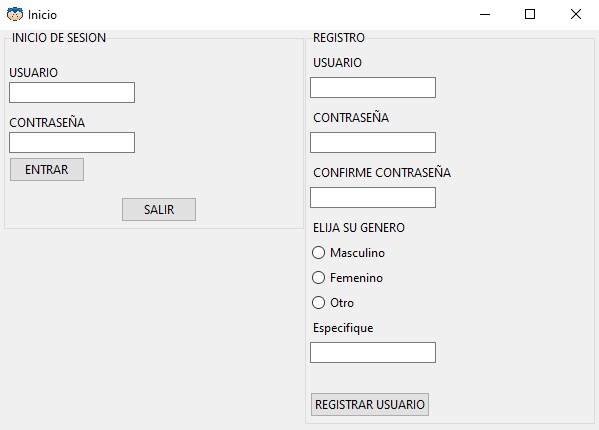 Inicio
INICIO DE SESION
USUARIO
CONTRASEÑA
ENTRAR
SALIR
REGISTRO
USUARIO
CONTRASEÑA
CONFIRME CONTRASEÑA
ELIJA SU GENERO
Masculino
Femenino
Otro
Especifique
REGISTRAR USUARIO